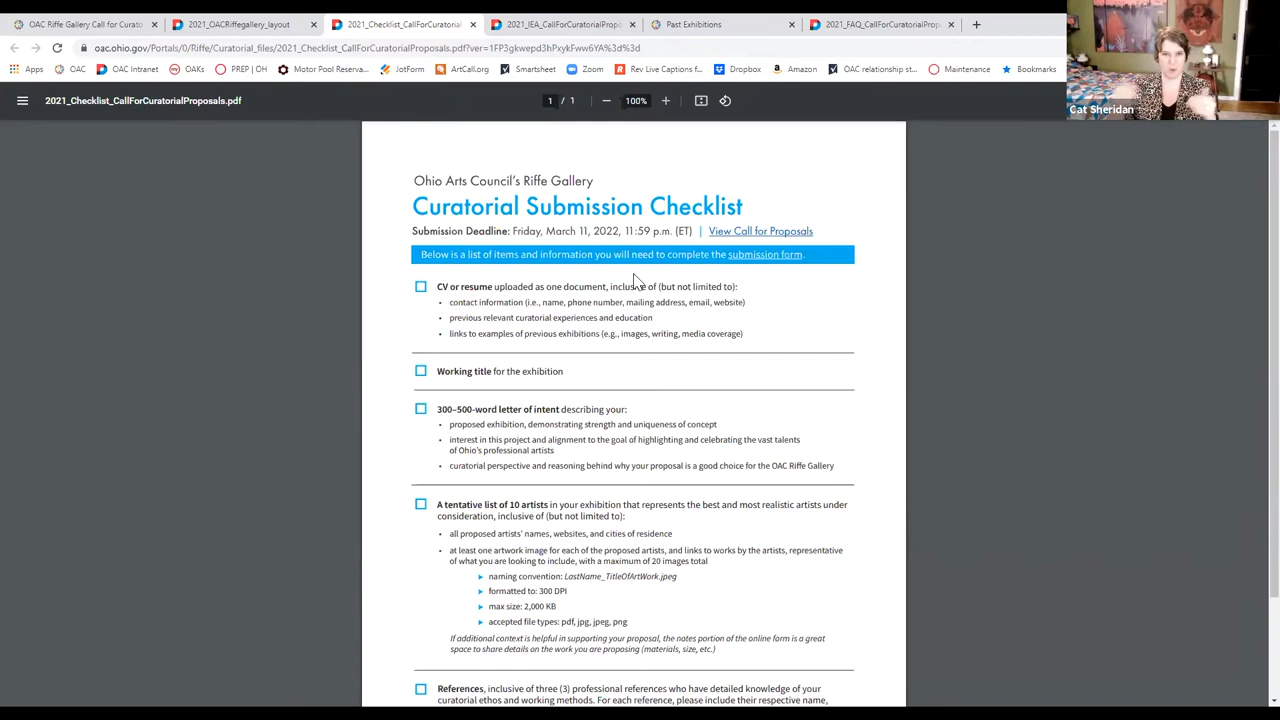 OAC Riffe Gallery Call for Curato
2021_OACRiffegallery_layout
2021_Checklist_CallForCuratorial
2021_IEA_CallForCuratorialPropo
Past Exhibitions
2021_FAQ_CallForCuratorialProp
oac.ohio.gov/Portals/0/Riffe/Curatorial_files/2021_Checklist_CallForCuratorialProposals.pdf?ver=1FP3gkwepd3hPxykFww6YA%3d%3d
Apps
OAC
OAC Intranet
OAKs
PREP | OH
Motor Pool Reserva...
JotForm
ArtCall.org
Smartsheet
Zoom
Rev Live Captions f...
Dropbox
Amazon
OAC relationship st...
Maintenance
Bookmarks
Cat Sheridan
2021_Checklist_CallForCuratorialProposals.pdf
1 / 1
100%
Ohio Arts Council's Riffe Gallery
Curatorial Submission Checklist
Submission Deadline: Friday, March 11, 2022, 11:59 p.m. (ET) | View Call for Proposals
Below is a list of items and information you will need to complete the submission form.
CV or resume uploaded as one document, inclusive of (but not limited to):
• contact information (i.e., name, phone number, mailing address, email, website)
• previous relevant curatorial experiences and education
• links to examples of previous exhibitions (e.g., images, writing, media coverage)
Working title for the exhibition
300–500-word letter of intent describing your:
• proposed exhibition, demonstrating strength and uniqueness of concept
• interest in this project and alignment to the goal of highlighting and celebrating the vast talents
of Ohio's professional artists
• curatorial perspective and reasoning behind why your proposal is a good choice for the OAC Riffe Gallery
A tentative list of 10 artists in your exhibition that represents the best and most realistic artists under
consideration, inclusive of (but not limited to):
• all proposed artists' names, websites, and cities of residence
• at least one artwork image for each of the proposed artists, and links to works by the artists, representative
of what you are looking to include, with a maximum of 20 images total
naming convention: LastName_TitleOfArtWork.jpeg
formatted to: 300 DPI
max size: 2,000 KB
accepted file types: pdf, jpg, jpeg, png
If additional context is helpful in supporting your proposal, the notes portion of the online form is a great
space to share details on the work you are proposing (materials, size, etc.)
References, inclusive of three (3) professional references who have detailed knowledge of your
curatorial ethos and working methods. For each reference, please include their respective name,